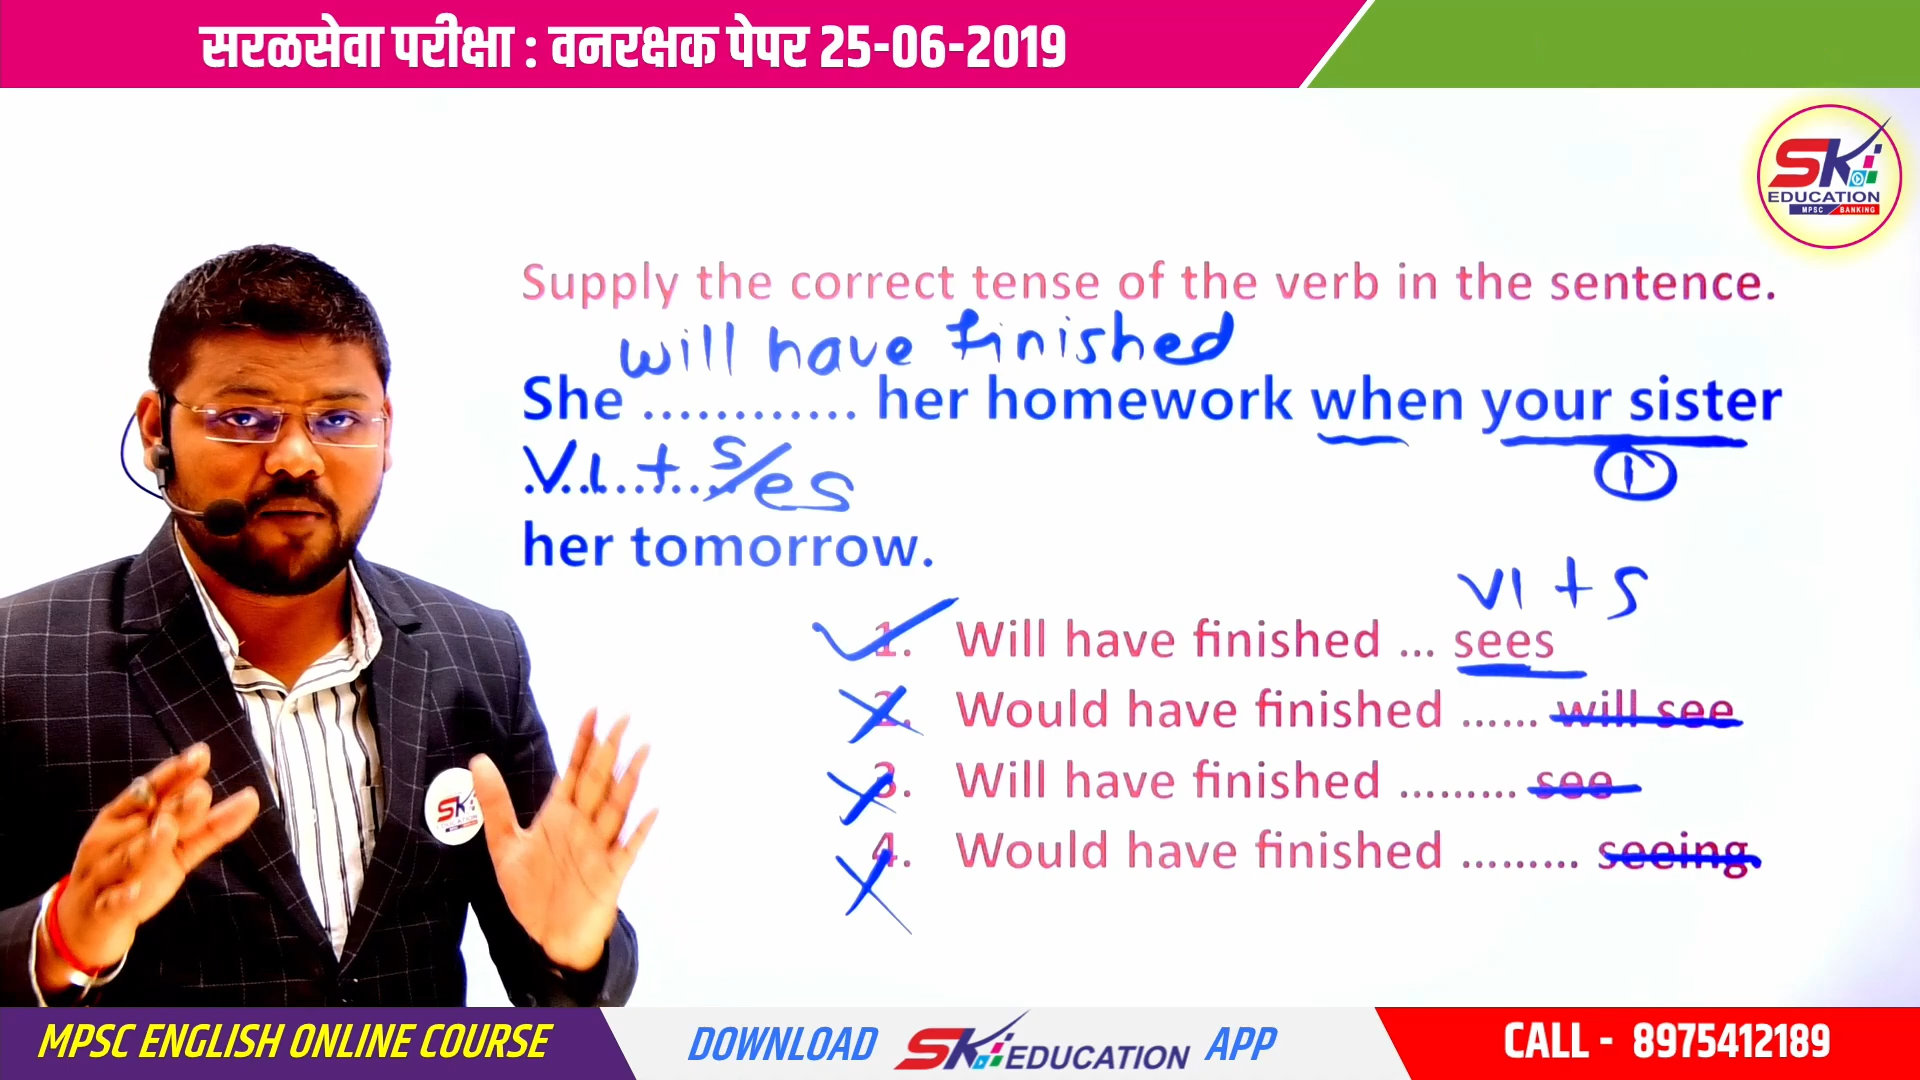 सरळसेवा परीक्षा : वनरक्षक पेपर 25-06-2019
SK
EDUCATION
MPSC BANKING
Supply the correct tense of the verb in the sentence.
will have finished
She ............ her homework when your sister
1
V.1 + s/es
her tomorrow.
V1 + s
1. Will have finished ... sees
2. Would have finished ...... will see
3. Will have finished ......... see
4. Would have finished ......... seeing.
SK
EDUCATION
MPSC ENGLISH ONLINE COURSE
DOWNLOAD SK EDUCATION APP
CALL - 8975412189